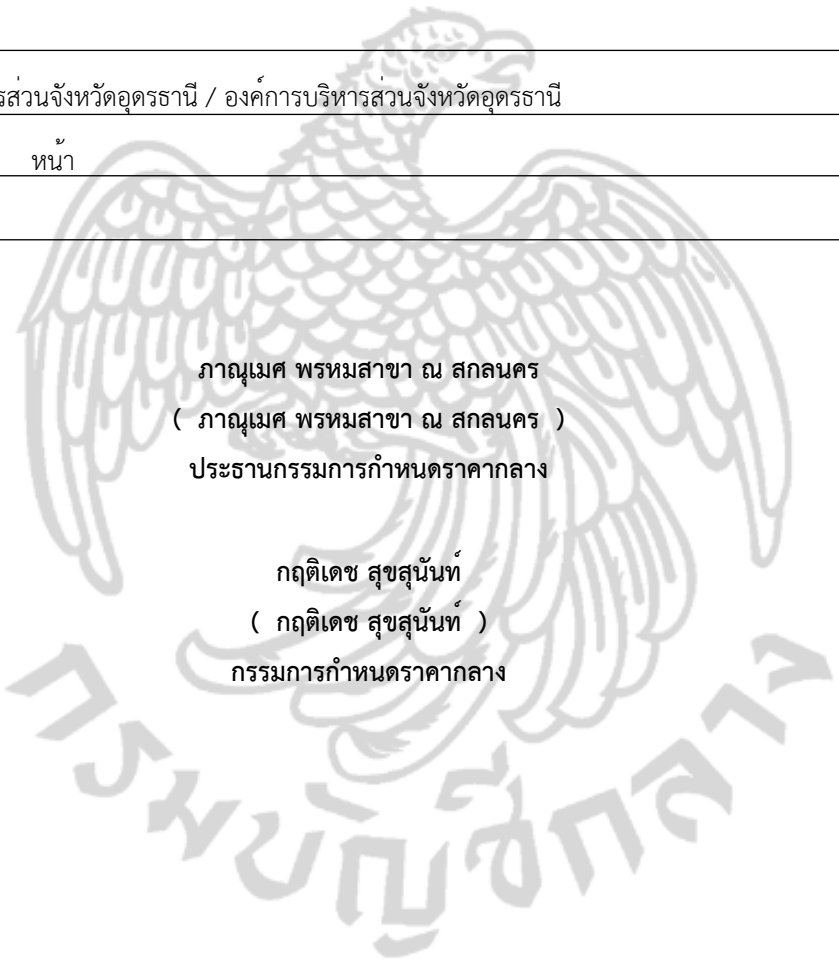 รส่วนจังหวัดอุดรธานี / องค์การบริหารส่วนจังหวัดอุดรธานี
หน้า
ภาณุเมศ พรหมสาขา ณ สกลนคร
( ภาณุเมศ พรหมสาขา ณ สกลนคร )
ประธานกรรมการกำหนดราคากลาง
กฤติเดช สุขสุนันท์
( กฤติเดช สุขสุนันท์ )
กรรมการกำหนดราคากลาง
กรมบัญชีกลาง